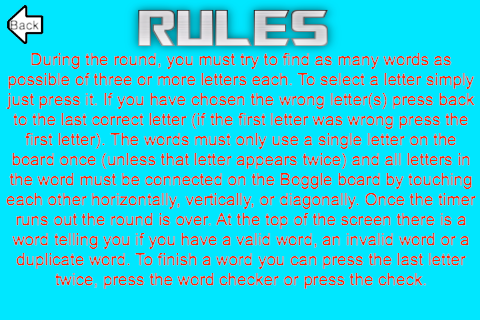 Back
RULES
During the round, you must try to find as many words as
possible of three or more letters each. To select a letter simply
just press it. If you have chosen the wrong letter(s) press back
to the last correct letter (if the first letter was wrong press the
first letter). The words must only use a single letter on the
board once (unless that letter appears twice) and all letters in
the word must be connected on the Boggle board by touching
each other horizontally, vertically, or diagonally. Once the timer
runs out the round is over. At the top of the screen there is a
word telling you if you have a valid word, an invalid word or a
duplicate word. To finish a word you can press the last letter
twice, press the word checker or press the check.